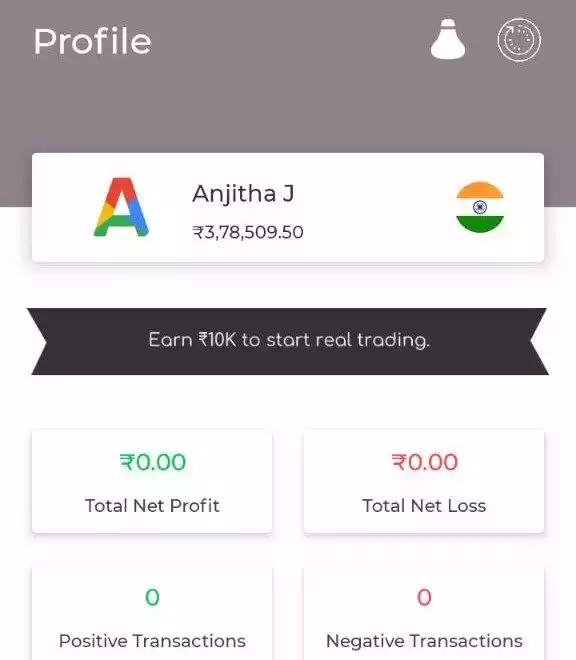 Profile
Anjitha J
₹3,78,509.50
Earn ₹10K to start real trading.
₹0.00
Total Net Profit
₹0.00
Total Net Loss
0
Positive Transactions
0
Negative Transactions